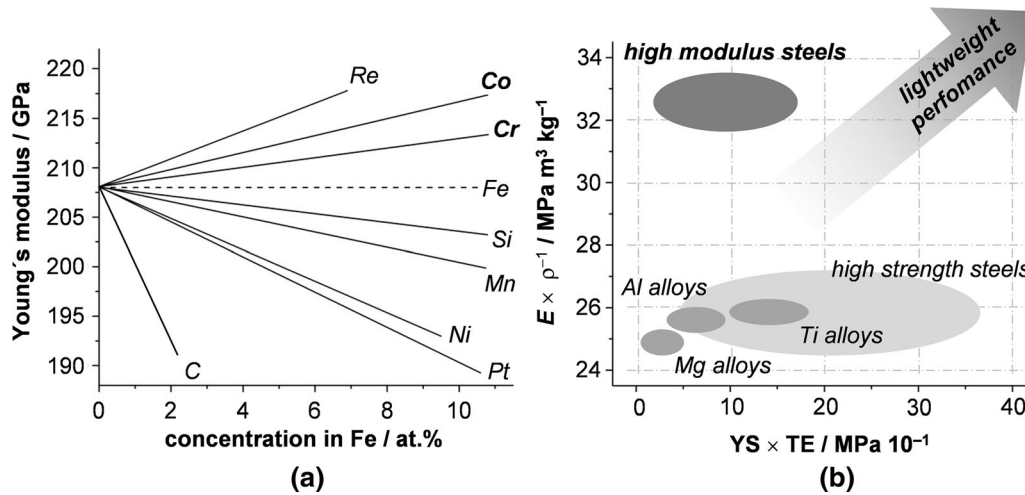 (a)
220
215
210
205
200
195
190
Young´s modulus / GPa
Re
Co
Cr
Fe
Si
Mn
Ni
Pt
C
0
2
4
6
8
10
concentration in Fe / at.%
(a)
(b)
34
32
30
28
26
24
E × ρ⁻¹ / MPa m³ kg⁻¹
high modulus steels
lightweight
perfomance
high strength steels
Al alloys
Ti alloys
Mg alloys
0
10
20
30
40
YS × TE / MPa 10⁻¹
(b)